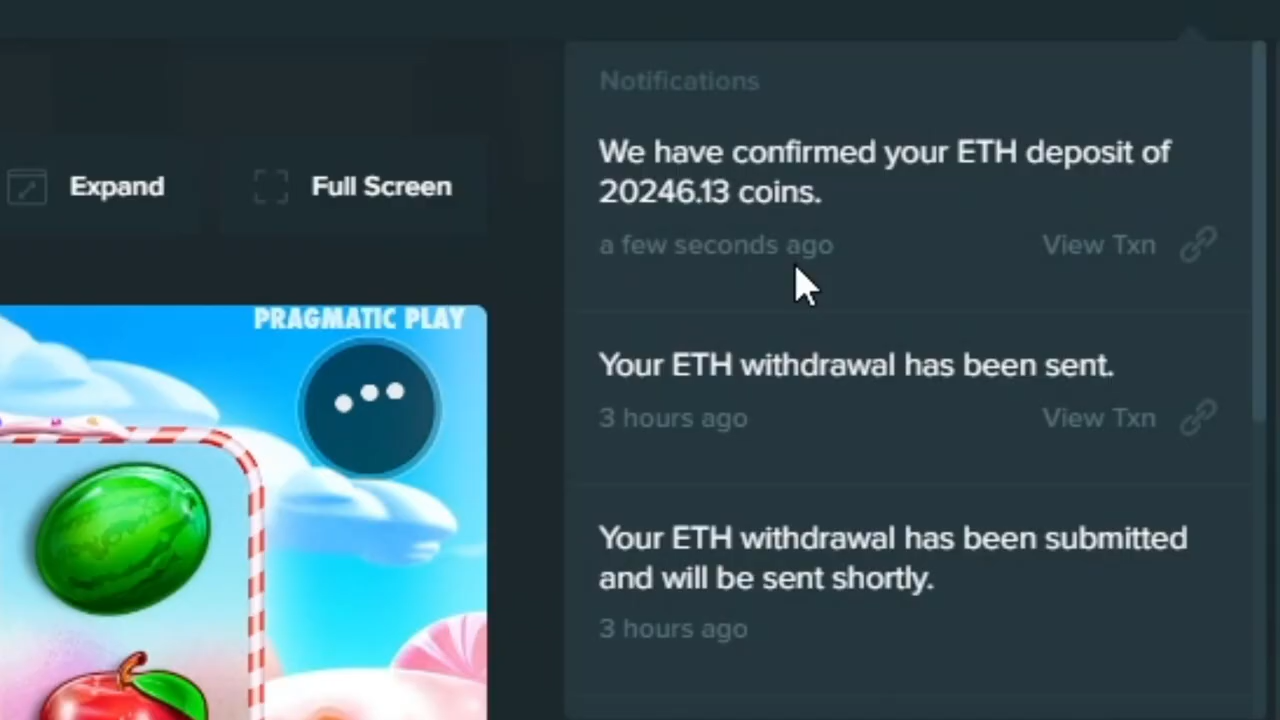 Notifications
We have confirmed your ETH deposit of
20246.13 coins.
a few seconds ago
View Txn
Expand
Full Screen
PRAGMATIC PLAY
Your ETH withdrawal has been sent.
3 hours ago
View Txn
Your ETH withdrawal has been submitted
and will be sent shortly.
3 hours ago